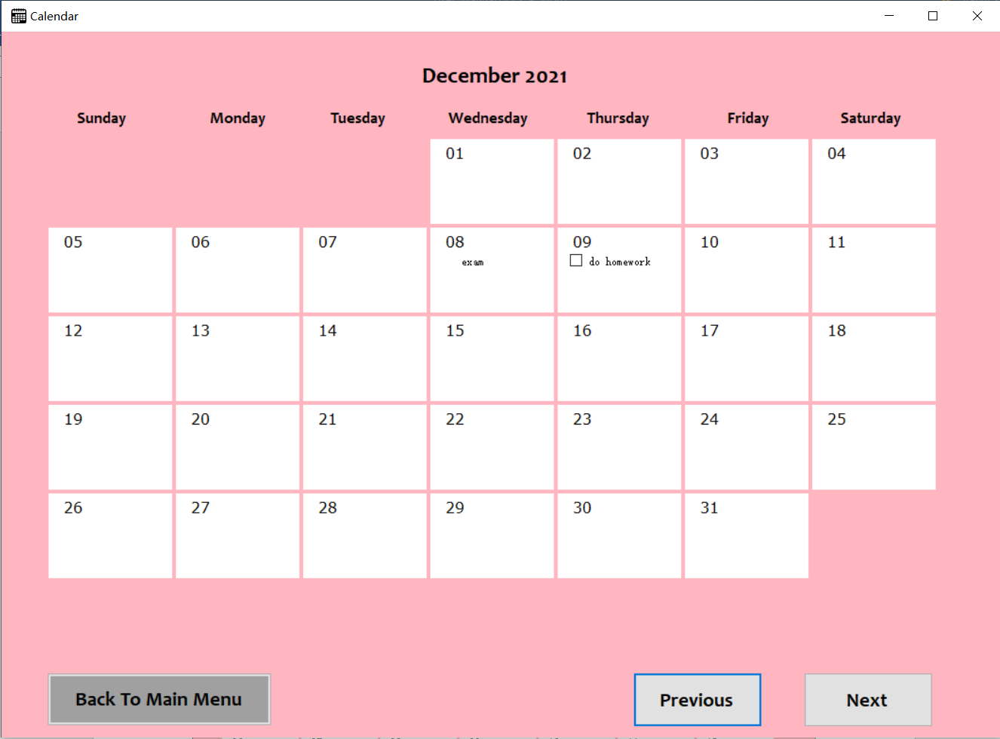 Calendar
December 2021
Sunday Monday Tuesday Wednesday Thursday Friday Saturday
01 02 03 04
05 06 07 08 09 10 11
exam do homework
12 13 14 15 16 17 18
19 20 21 22 23 24 25
26 27 28 29 30 31
Back To Main Menu Previous Next